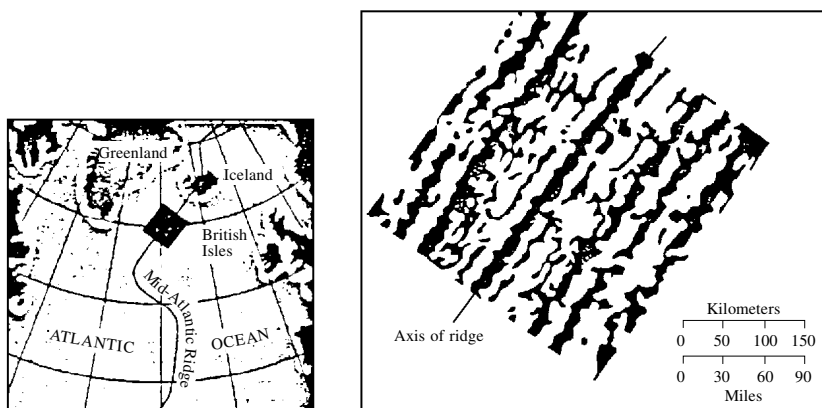 Greenland
Iceland
British
Isles
Mid-Atlantic Ridge
ATLANTIC
OCEAN
Axis of ridge
Kilometers
0 50 100 150
0 30 60 90
Miles